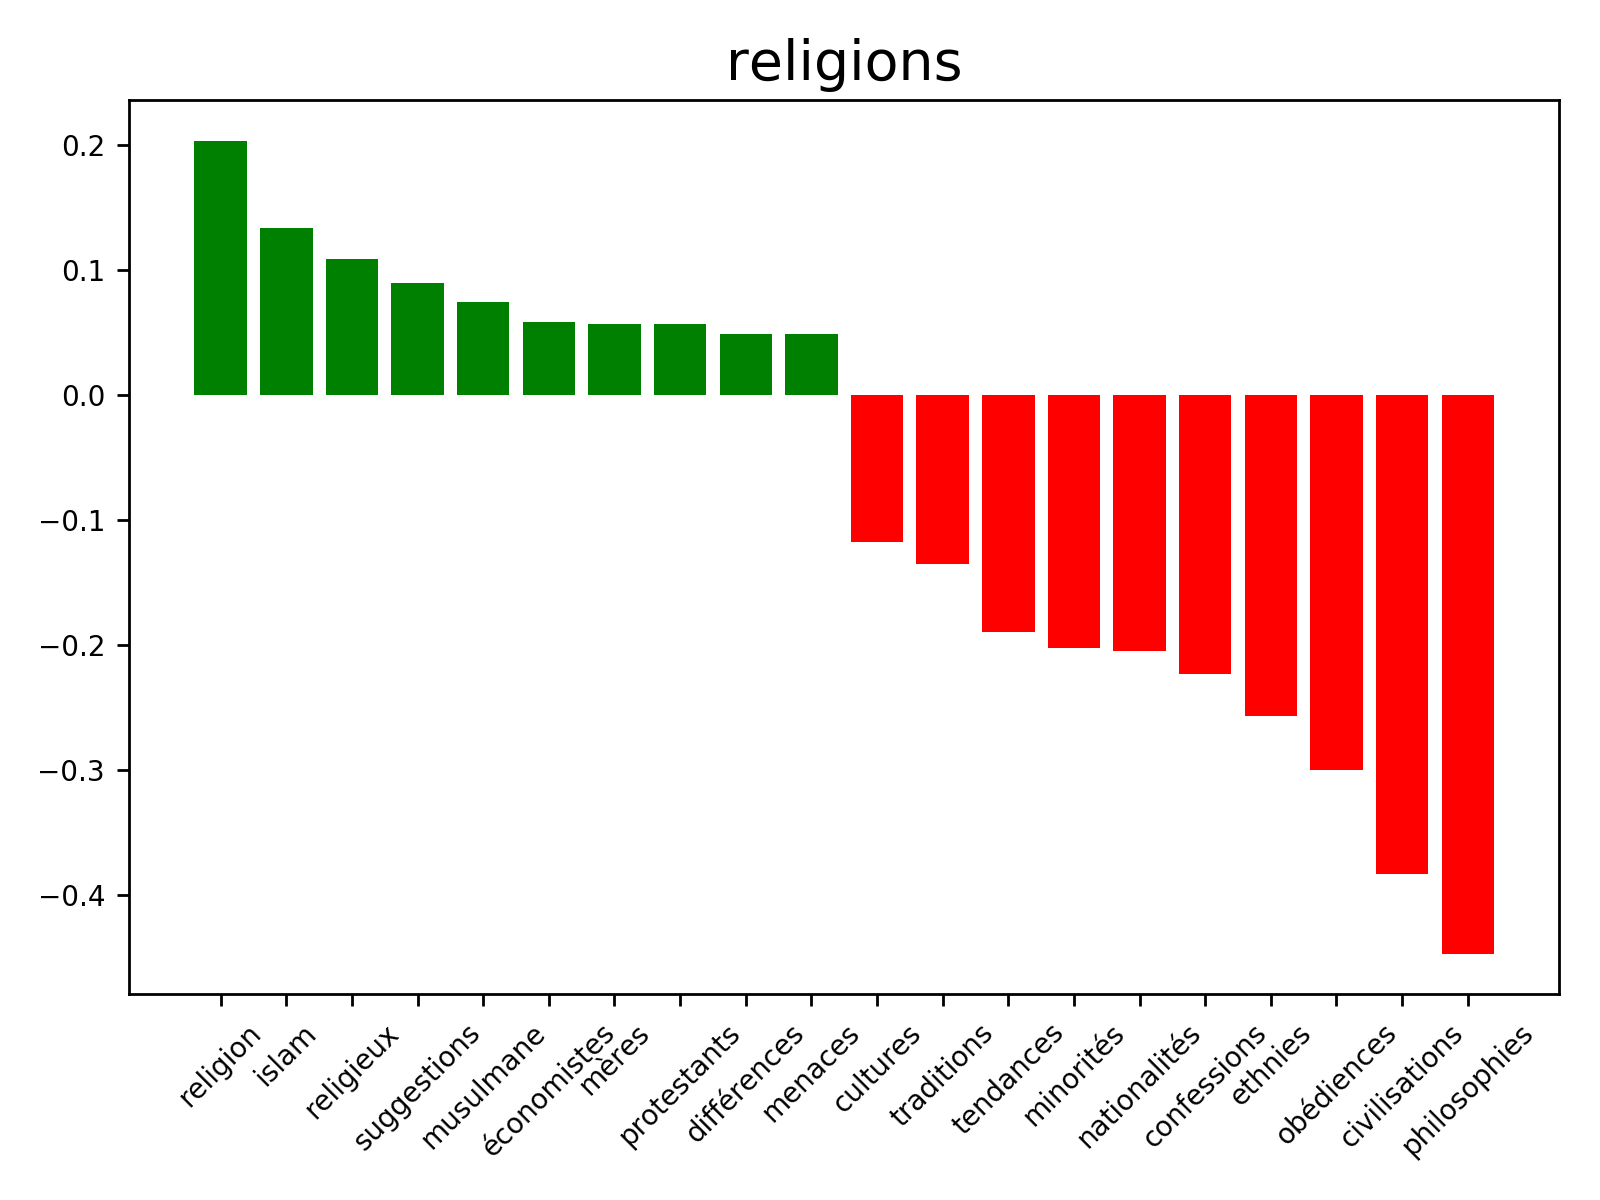 religions
0.2
0.1
0.0
−0.1
−0.2
−0.3
−0.4
religion
islam
religieux
suggestions
musulmane
économistes
mères
protestants
différences
menaces
cultures
traditions
tendances
minorités
nationalités
confessions
ethnies
obédiences
civilisations
philosophies